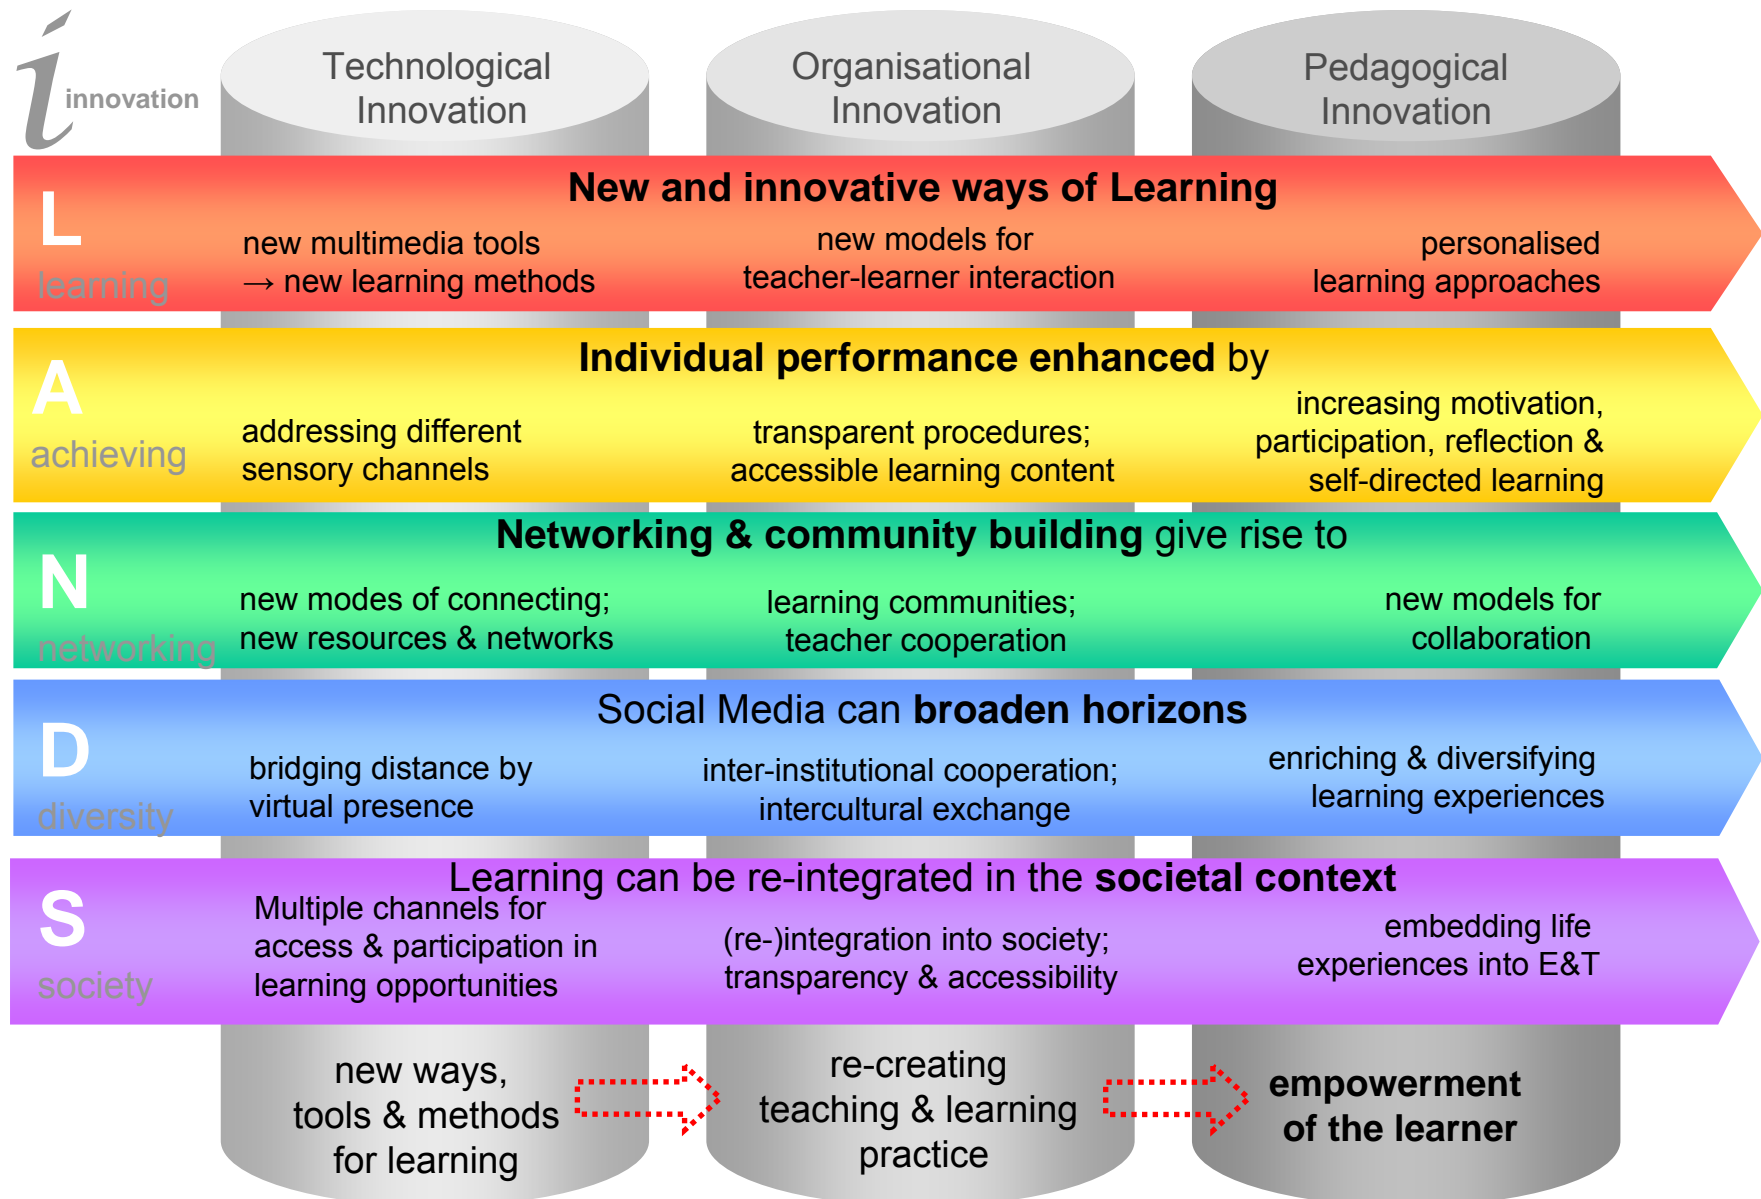 i
innovation
Technological
Innovation
Organisational
Innovation
Pedagogical
Innovation
L
learning
New and innovative ways of Learning
new multimedia tools
→ new learning methods
new models for
teacher-learner interaction
personalised
learning approaches
A
achieving
Individual performance enhanced by
addressing different
sensory channels
transparent procedures;
accessible learning content
increasing motivation,
participation, reflection &
self-directed learning
N
networking
Networking & community building give rise to
new modes of connecting;
new resources & networks
learning communities;
teacher cooperation
new models for
collaboration
D
diversity
Social Media can broaden horizons
bridging distance by
virtual presence
inter-institutional cooperation;
intercultural exchange
enriching & diversifying
learning experiences
S
society
Learning can be re-integrated in the societal context
Multiple channels for
access & participation in
learning opportunities
(re-)integration into society;
transparency & accessibility
embedding life
experiences into E&T
new ways,
tools & methods
for learning
re-creating
teaching & learning
practice
empowerment
of the learner